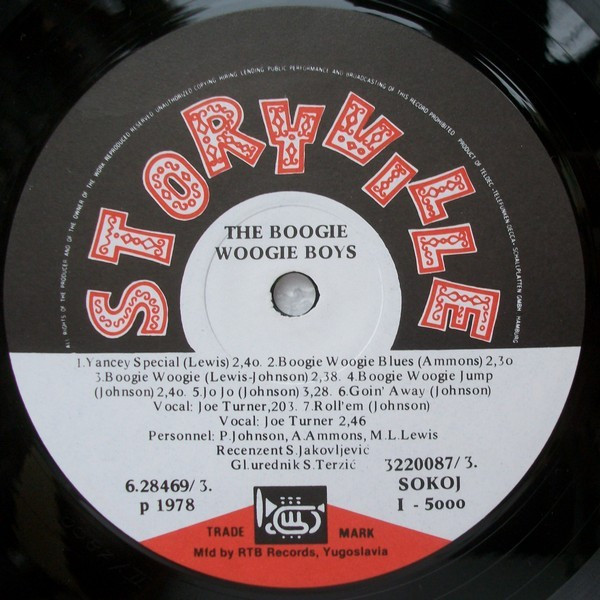 ALL RIGHTS OF THE PRODUCER AND OF THE OWNER OF THE WORK REPRODUCED RESERVED UNAUTHORIZED COPYING HIRING LENDING PUBLIC PERFORMANCE AND BROADCASTING OF THIS RECORD PROHIBITED PRODUCT OF TELDEC „TELEFUNKEN-DECCA“ SCHALLPLATTEN GMBH, HAMBURG
STORYVILLE
THE BOOGIE
WOOGIE BOYS
1.Yancey Special (Lewis) 2,40. 2.Boogie Woogie Blues (Ammons) 2,30
3.Boogie Woogie (Lewis-Johnson) 2,38. 4.Boogie Woogie Jump
(Johnson) 2,40. 5.Jo Jo (Johnson) 3,28. 6.Goin' Away (Johnson)
Vocal: Joe Turner,203. 7.Roll'em (Johnson)
Vocal: Joe Turner 2,46
Personnel: P.Johnson, A.Ammons, M.L.Lewis
Recenzent S.Jakovljević
Gl.urednik S.Terzić
3220087/3.
6.28469/3.
SOKOJ
p 1978
I - 5000
TRADE MARK
Mfd by RTB Records, Yugoslavia